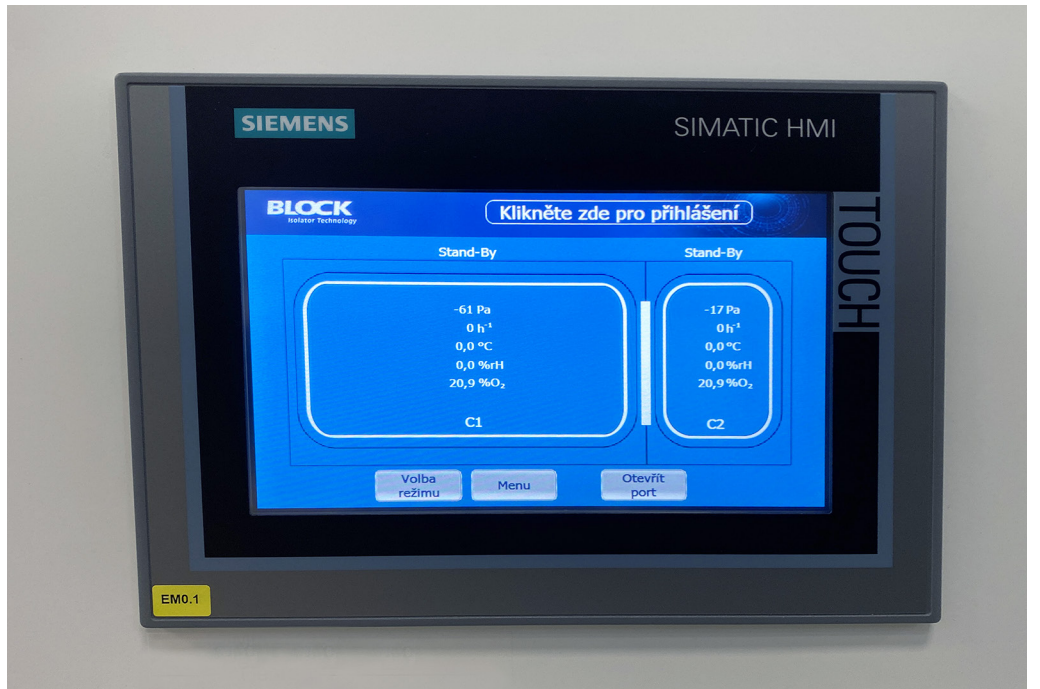 SIEMENS
SIMATIC HMI
TOUCH
BLOCK
Isolator Technology
Klikněte zde pro přihlášení
Stand-By
-61 Pa
0 h⁻¹
0,0 ºC
0,0 %rH
20,9 %O₂
C1
Stand-By
-17 Pa
0 h⁻¹
0,0 ºC
0,0 %rH
20,9 %O₂
C2
Volba
režimu
Menu
Otevřít
port
EM0.1